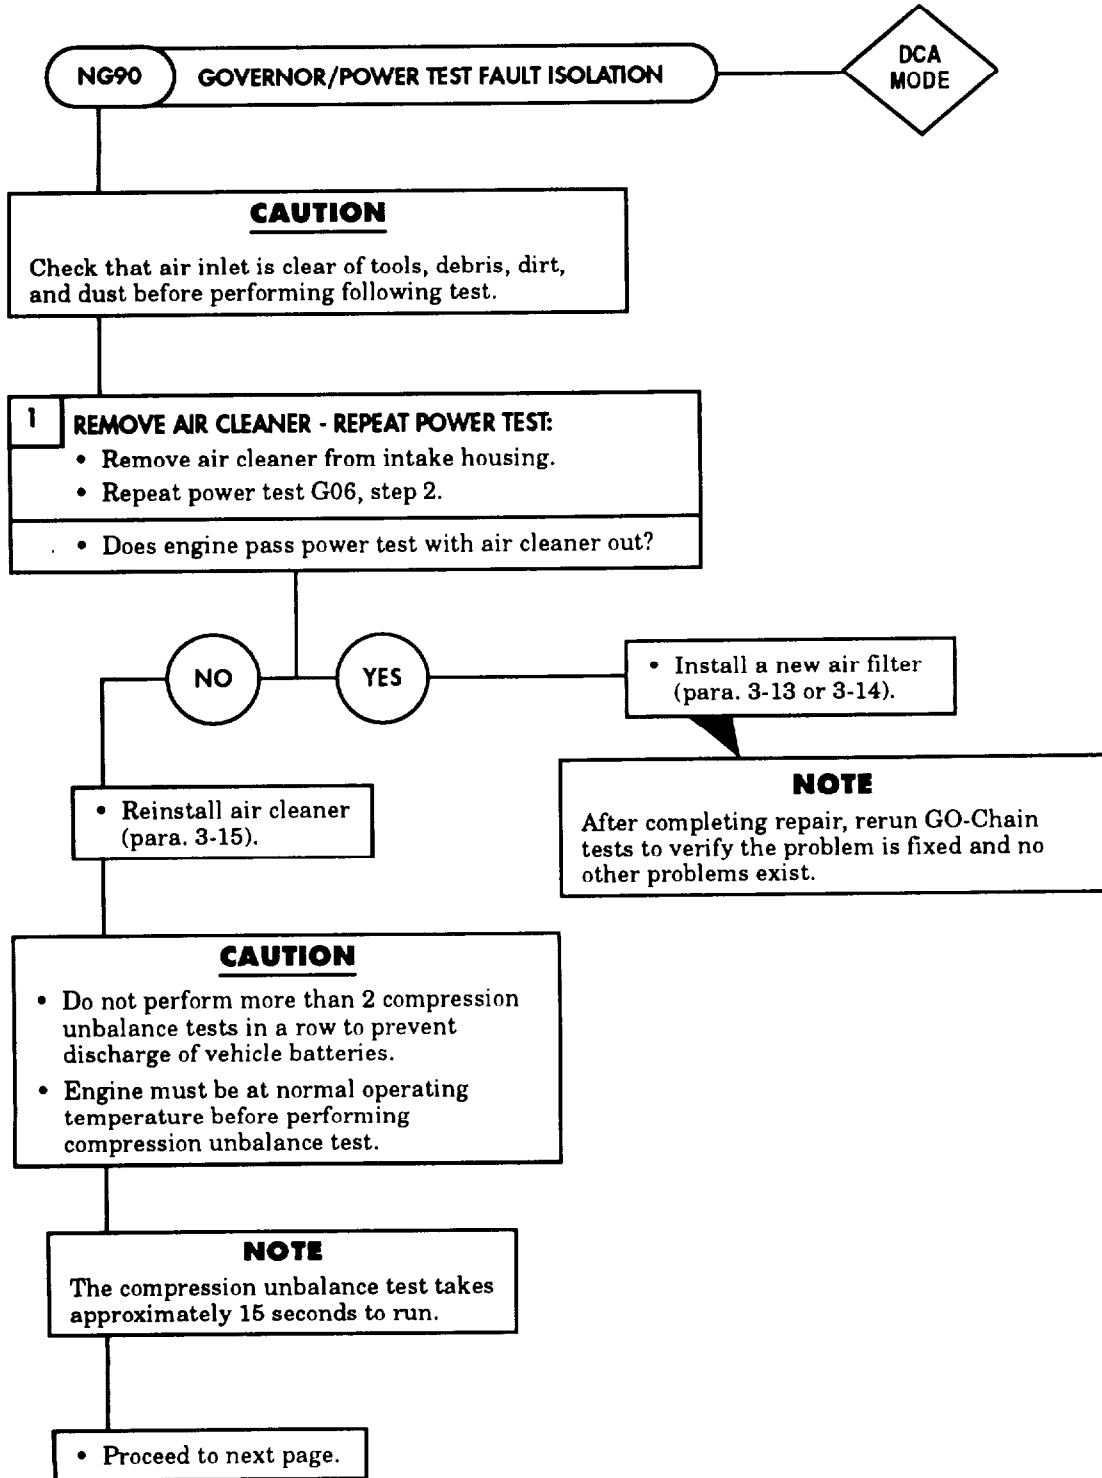 NG90
GOVERNOR/POWER TEST FAULT ISOLATION
DCA
MODE
CAUTION
Check that air inlet is clear of tools, debris, dirt,
and dust before performing following test.
1
REMOVE AIR CLEANER - REPEAT POWER TEST:
• Remove air cleaner from intake housing.
• Repeat power test G06, step 2.
• Does engine pass power test with air cleaner out?
NO
YES
• Install a new air filter
(para. 3-13 or 3-14).
NOTE
After completing repair, rerun GO-Chain
tests to verify the problem is fixed and no
other problems exist.
• Reinstall air cleaner
(para. 3-15).
CAUTION
• Do not perform more than 2 compression
unbalance tests in a row to prevent
discharge of vehicle batteries.
• Engine must be at normal operating
temperature before performing
compression unbalance test.
NOTE
The compression unbalance test takes
approximately 15 seconds to run.
• Proceed to next page.